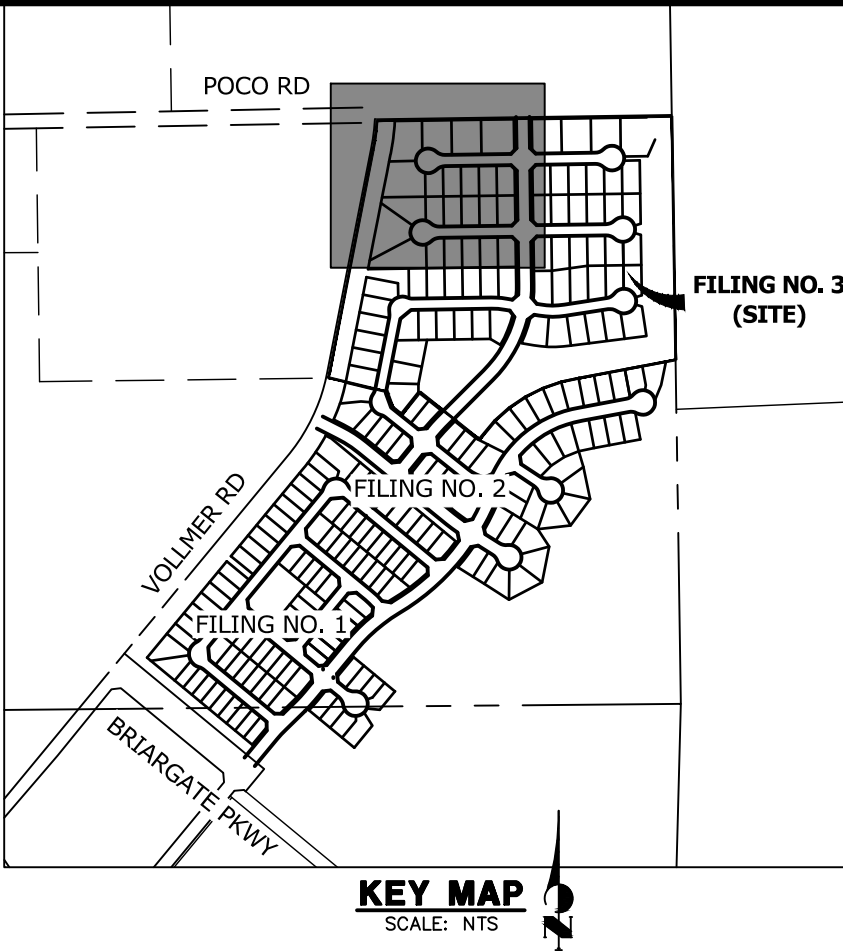 POCO RD
FILING NO. 3
(SITE)
FILING NO. 2
VOLLMER RD
FILING NO. 1
BRIARGATE PKWY
KEY MAP
SCALE: NTS
N